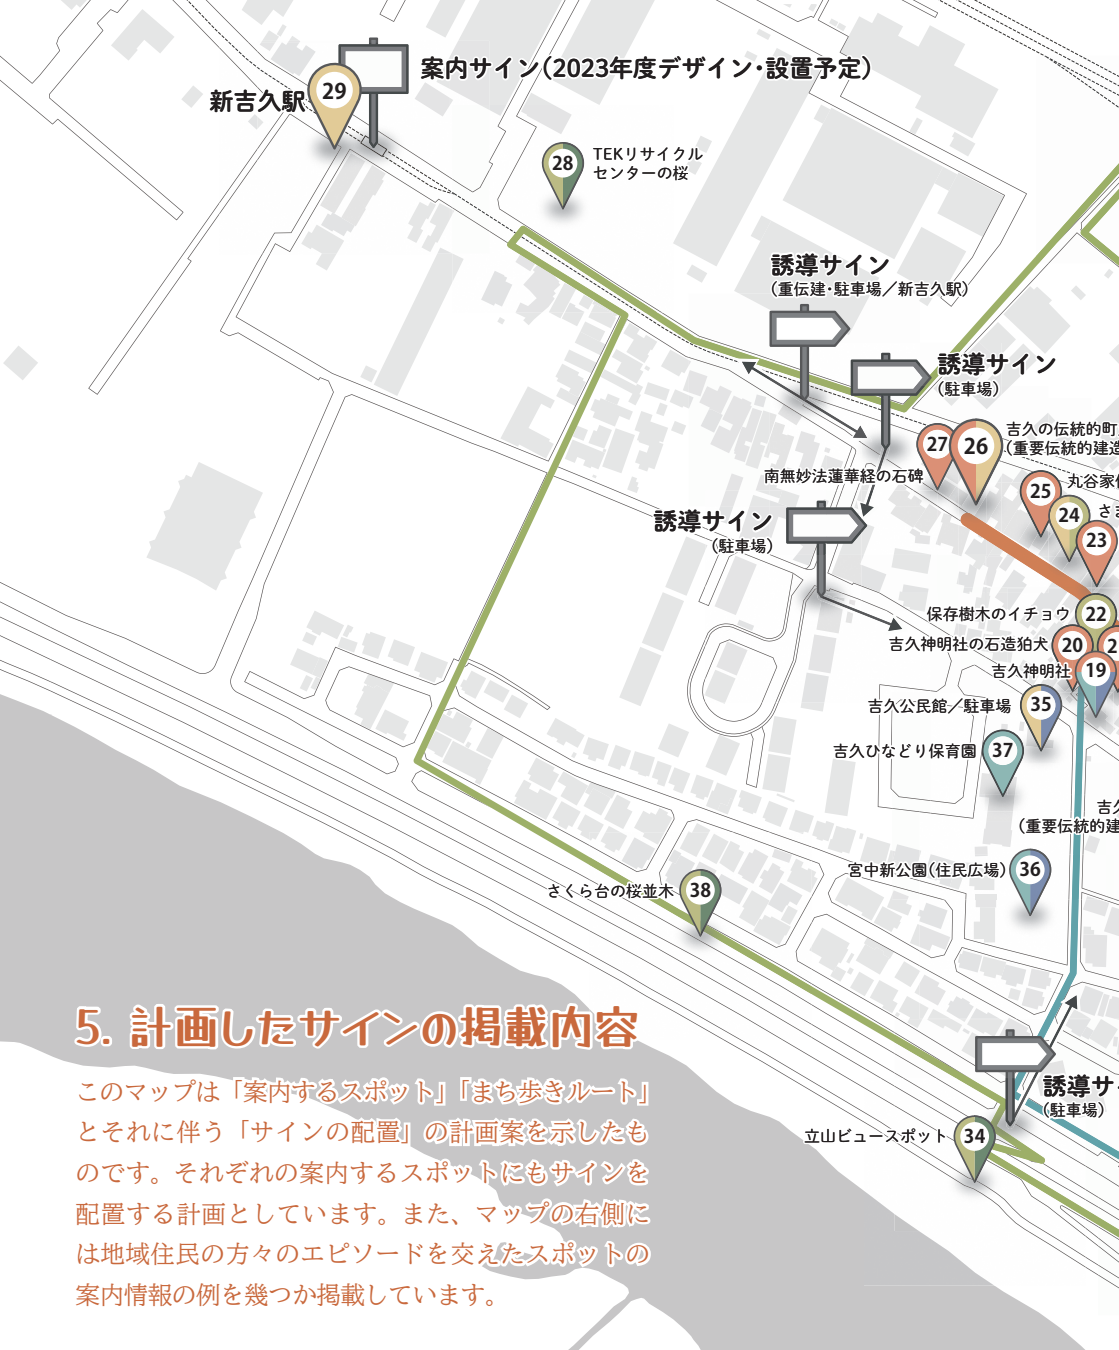 案内サイン(2023年度デザイン・設置予定)
新吉久駅
29
28
TEKリサイクル
センターの桜
誘導サイン
(重伝建・駐車場／新吉久駅)
誘導サイン
(駐車場)
吉久の伝統的町
(重要伝統的建造
27
26
南無妙法蓮華経の石碑
25
丸谷家住
24
さま
23
誘導サイン
(駐車場)
保存樹木のイチョウ
22
吉久神明社の石造狛犬
20
2
吉久神明社
19
吉久公民館／駐車場
35
吉久ひなどり保育園
37
吉久
(重要伝統的建
宮中新公園(住民広場)
36
さくら台の桜並木
38
誘導サイ
(駐車場)
立山ビュースポット
34
5. 計画したサインの掲載内容
このマップは「案内するスポット」「まち歩きルート」
とそれに伴う「サインの配置」の計画案を示したも
のです。それぞれの案内するスポットにもサインを
配置する計画としています。また、マップの右側に
は地域住民の方々のエピソードを交えたスポットの
案内情報の例を幾つか掲載しています。